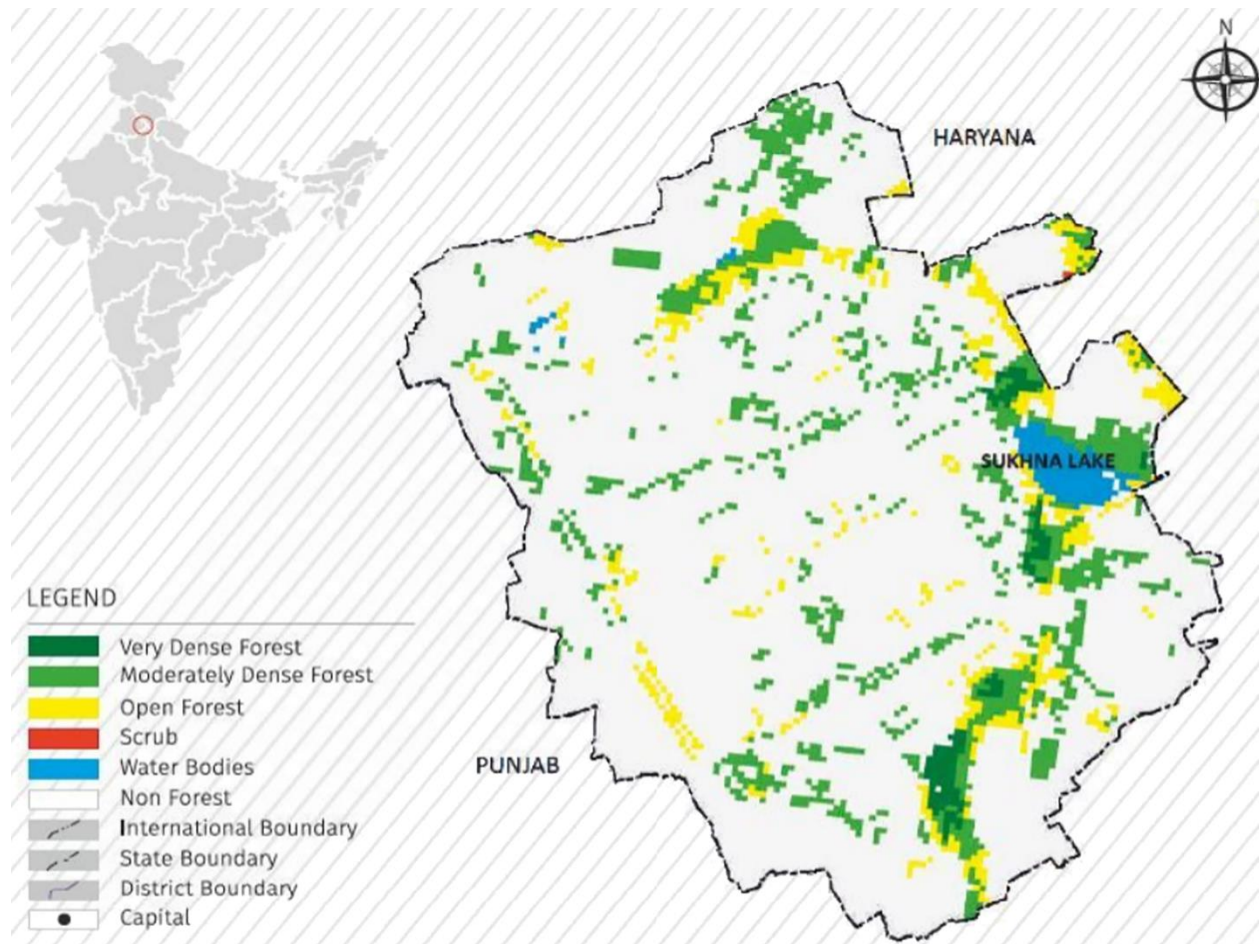 N
HARYANA
SUKHNA LAKE
PUNJAB
LEGEND
Very Dense Forest
Moderately Dense Forest
Open Forest
Scrub
Water Bodies
Non Forest
International Boundary
State Boundary
District Boundary
Capital